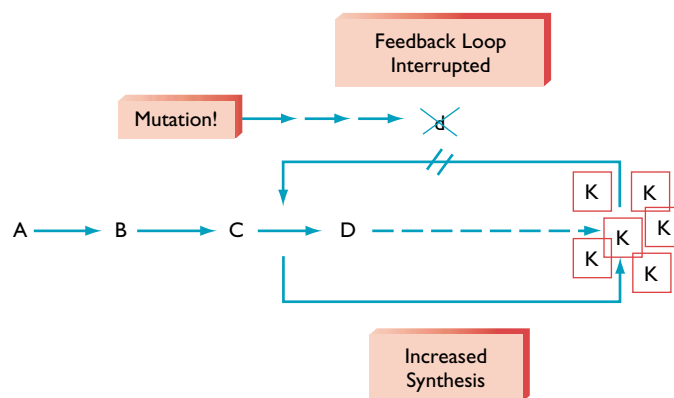 Feedback Loop
Interrupted
Mutation!
d
K K
A B C D K K
K K
Increased
Synthesis